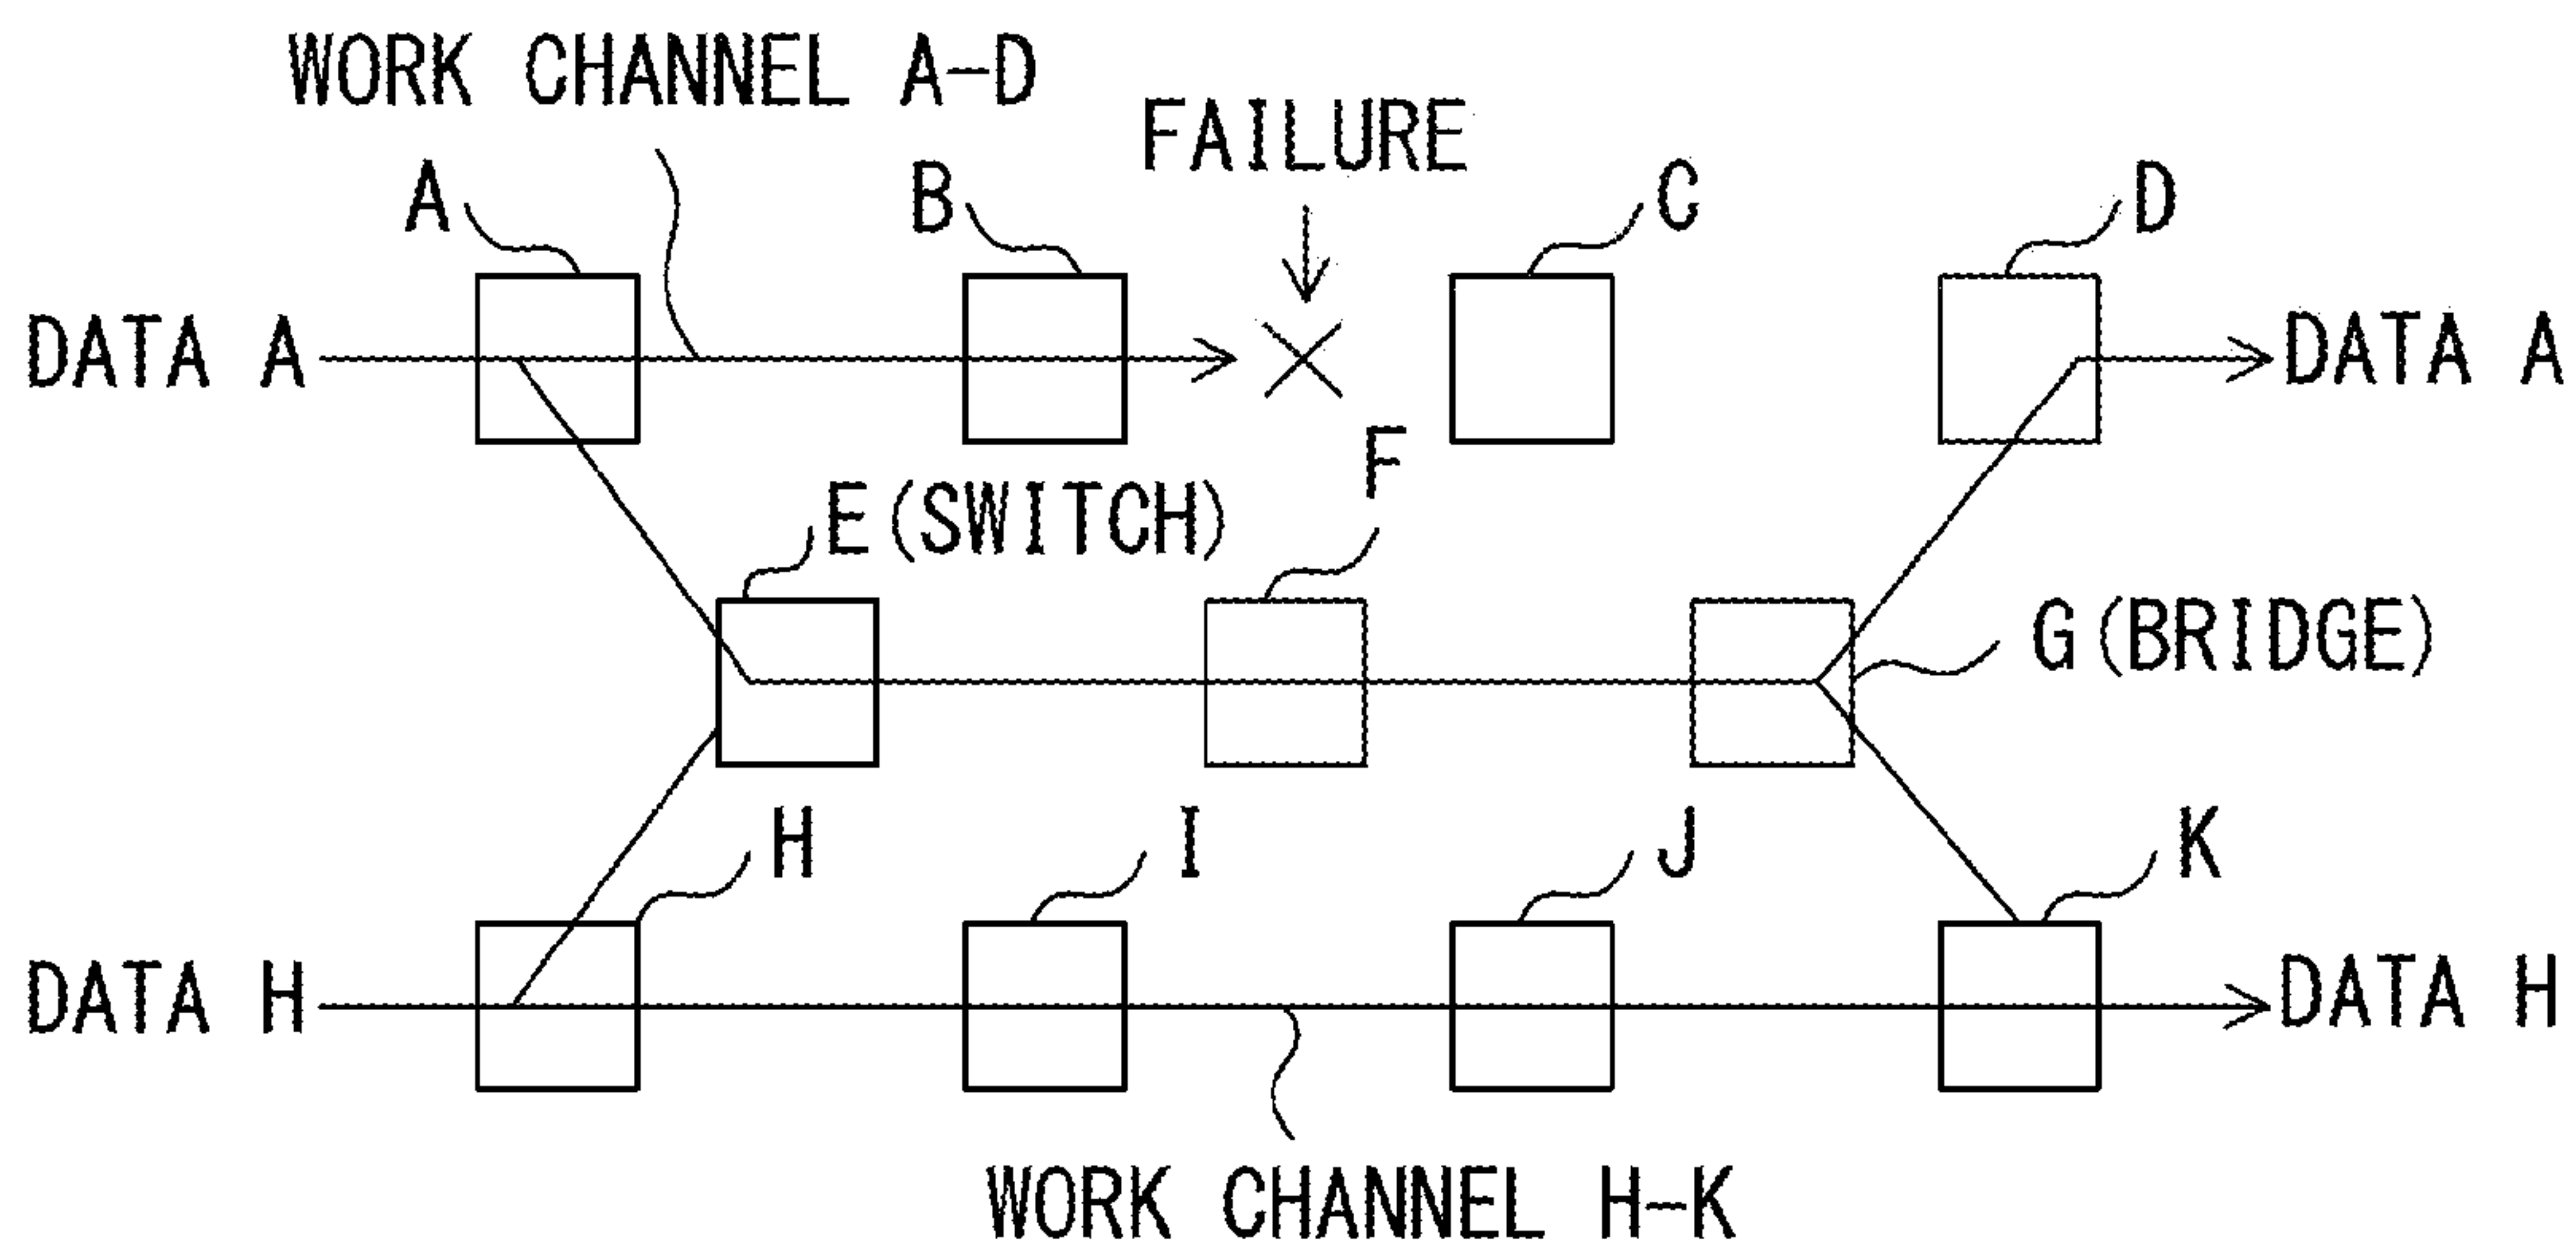 WORK CHANNEL A-D
FAILURE
A
B
C
D
DATA A
DATA A
F
E(SWITCH)
G(BRIDGE)
H
I
J
K
DATA H
DATA H
WORK CHANNEL H-K